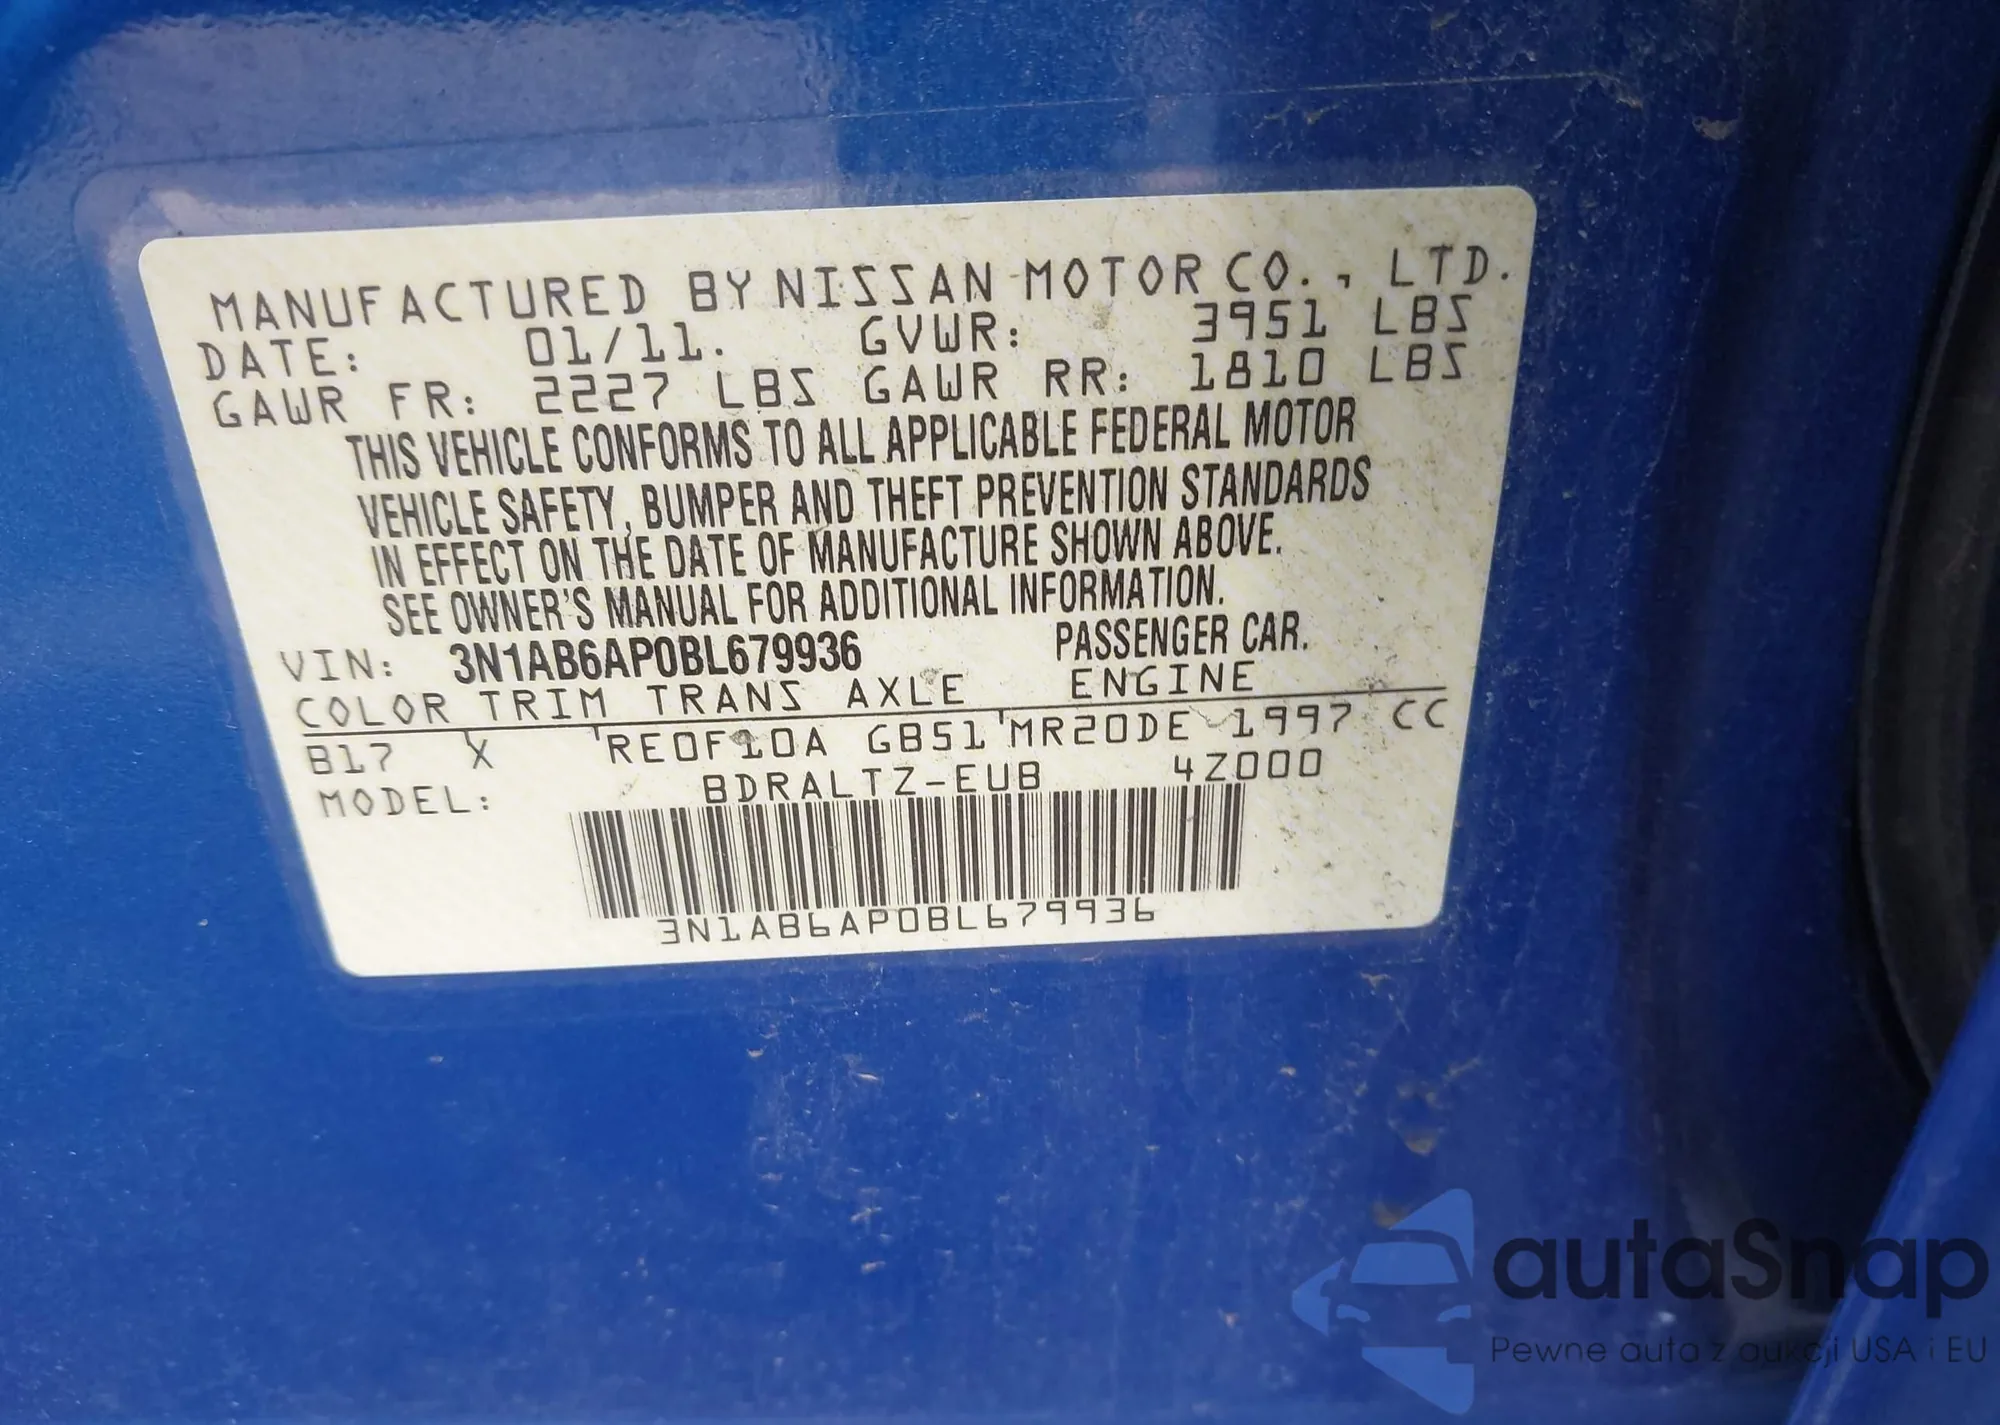 MANUFACTURED BY NISSAN MOTOR CO., LTD.
DATE: 01/11. GVWR: 3951 LBS
GAWR FR: 2227 LBS GAWR RR: 1810 LBS
THIS VEHICLE CONFORMS TO ALL APPLICABLE FEDERAL MOTOR
VEHICLE SAFETY, BUMPER AND THEFT PREVENTION STANDARDS
IN EFFECT ON THE DATE OF MANUFACTURE SHOWN ABOVE.
SEE OWNER'S MANUAL FOR ADDITIONAL INFORMATION.
VIN: 3N1AB6AP0BL679936 PASSENGER CAR.
COLOR TRIM TRANS AXLE ENGINE
B17 X RE0F10A GB51 MR20DE 1997 CC
MODEL: BDRALTZ-EUB 4Z000
3N1AB6AP0BL679936
autaSnap
Pewne auta z aukcji USA i EU